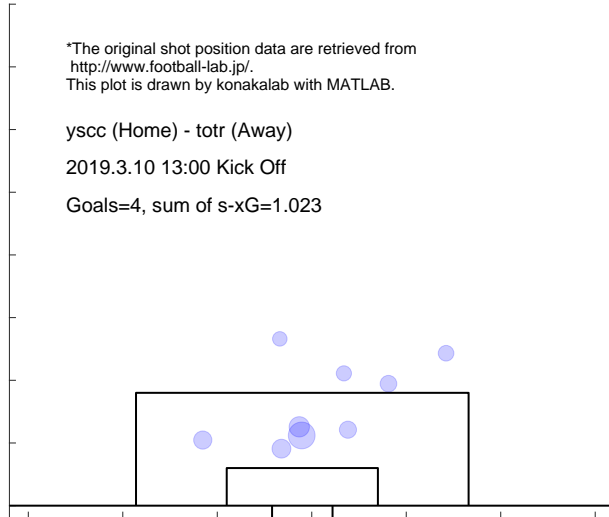 *The original shot position data are retrieved from
http://www.football-lab.jp/.
This plot is drawn by konakalab with MATLAB.
yscc (Home) - totr (Away)
2019.3.10 13:00 Kick Off
Goals=4, sum of s-xG=1.023